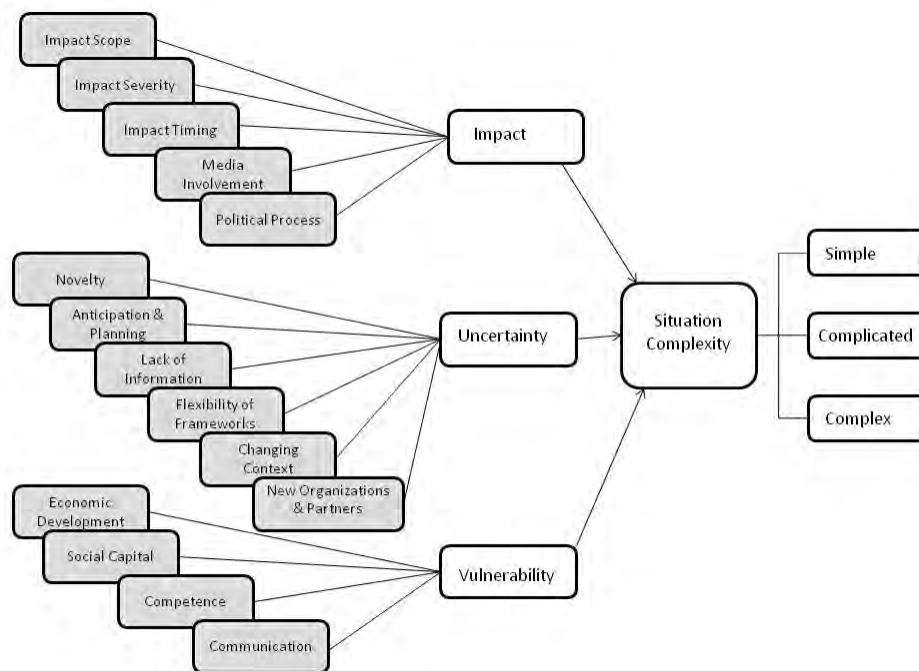 Impact Scope
Impact Severity
Impact Timing
Media
Involvement
Political Process
Impact
Novelty
Anticipation &
Planning
Lack of
Information
Flexibility of
Frameworks
Changing
Context
New Organizations
& Partners
Uncertainty
Economic
Development
Social Capital
Competence
Communication
Vulnerability
Situation
Complexity
Simple
Complicated
Complex